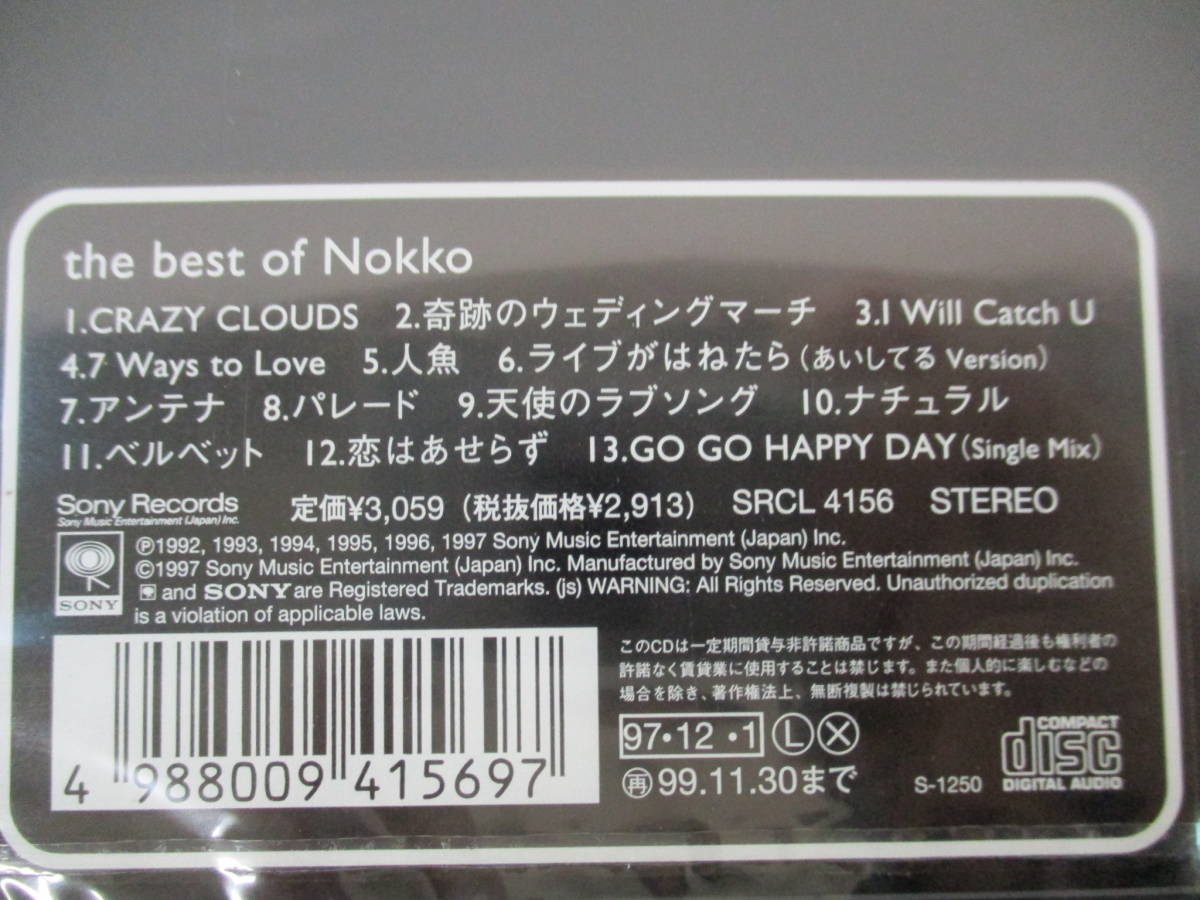 the best of Nokko
1.CRAZY CLOUDS 2.奇跡のウェディングマーチ 3.I Will Catch U
4.7 Ways to Love 5.人魚 6.ライブがはねたら(あいしてる Version)
7.アンテナ 8.パレード 9.天使のラブソング 10.ナチュラル
11.ベルベット 12.恋はあせらず 13.GO GO HAPPY DAY(Single Mix)
Sony Records 定価¥3,059 (税抜価格¥2,913) SRCL 4156 STEREO
Sony Music Entertainment (Japan) Inc.
Ⓟ1992, 1993, 1994, 1995, 1996, 1997 Sony Music Entertainment (Japan) Inc.
©1997 Sony Music Entertainment (Japan) Inc. Manufactured by Sony Music Entertainment (Japan) Inc.
and SONY are Registered Trademarks. (js) WARNING: All Rights Reserved. Unauthorized duplication
is a violation of applicable laws.
SONY
このCDは一定期間貸与非許諾商品ですが、この期間経過後も権利者の
許諾なく賃貸業に使用することは禁じます。また個人的に楽しむなどの
場合を除き、著作権法上、無断複製は禁じられています。
97・12・1 Ⓛ Ⓧ
再 99.11.30まで
S-1250
COMPACT
disc
DIGITAL AUDIO
4 988009 415697